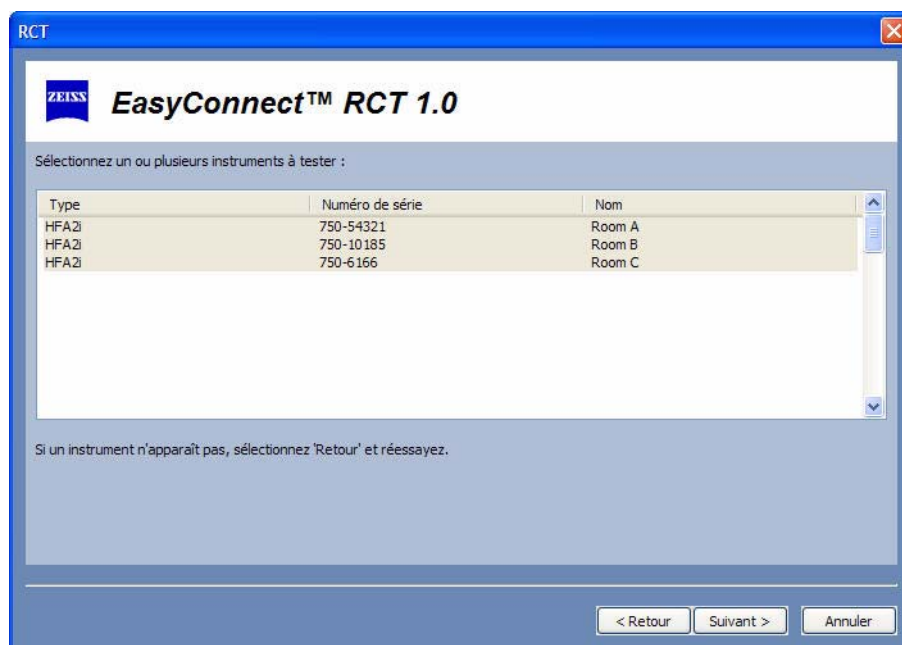 RCT
ZEISS EasyConnect™ RCT 1.0
Sélectionnez un ou plusieurs instruments à tester :
Type Numéro de série Nom
HFA2i 750-54321 Room A
HFA2i 750-10185 Room B
HFA2i 750-6166 Room C
Si un instrument n'apparaît pas, sélectionnez 'Retour' et réessayez.
< Retour Suivant > Annuler